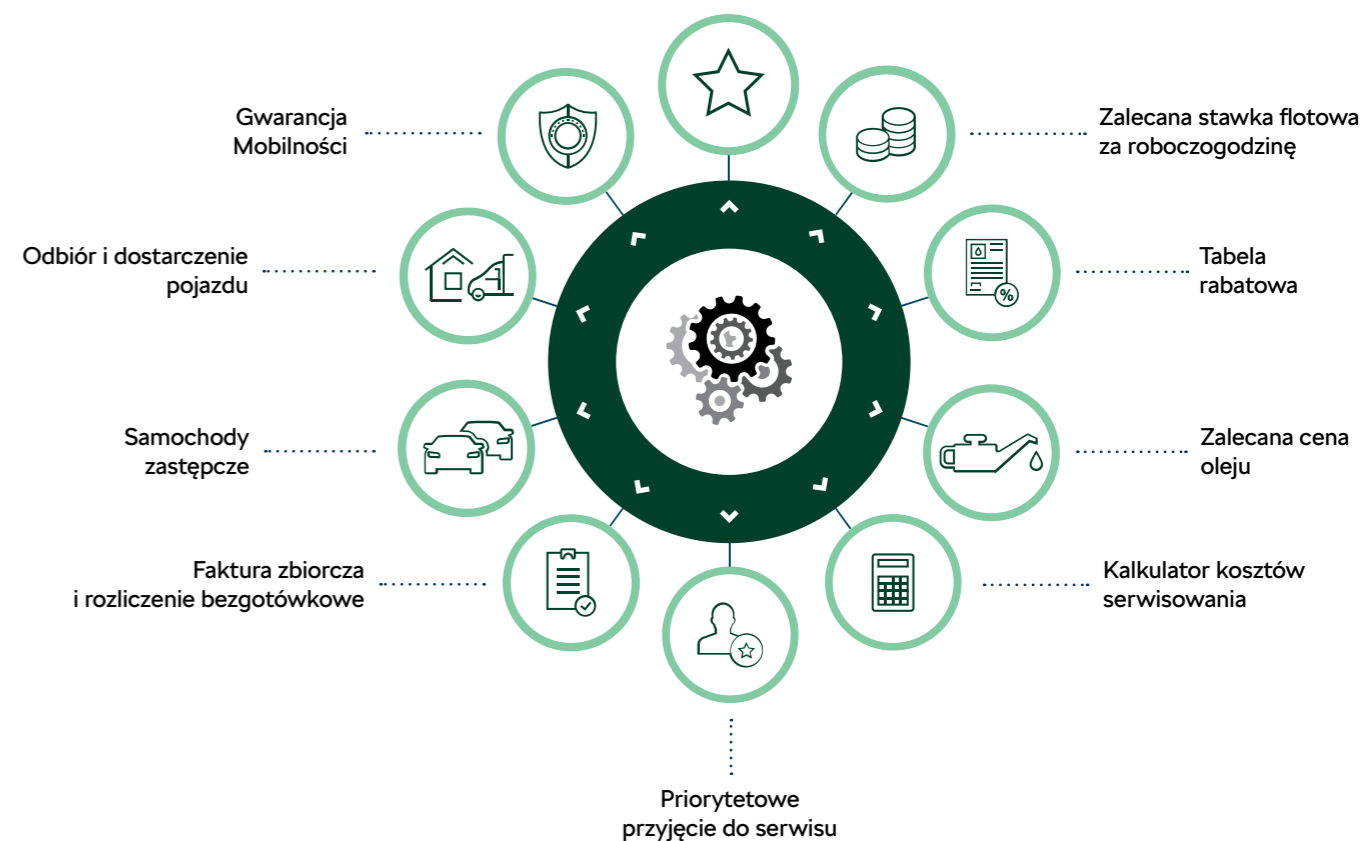 Gwarancja
Mobilności
Zalecana stawka flotowa
za roboczogodzinę
Odbiór i dostarczenie
pojazdu
Tabela
rabatowa
%
Samochody
zastępcze
Zalecana cena
oleju
Faktura zbiorcza
i rozliczenie bezgotówkowe
Kalkulator kosztów
serwisowania
Priorytetowe
przyjęcie do serwisu